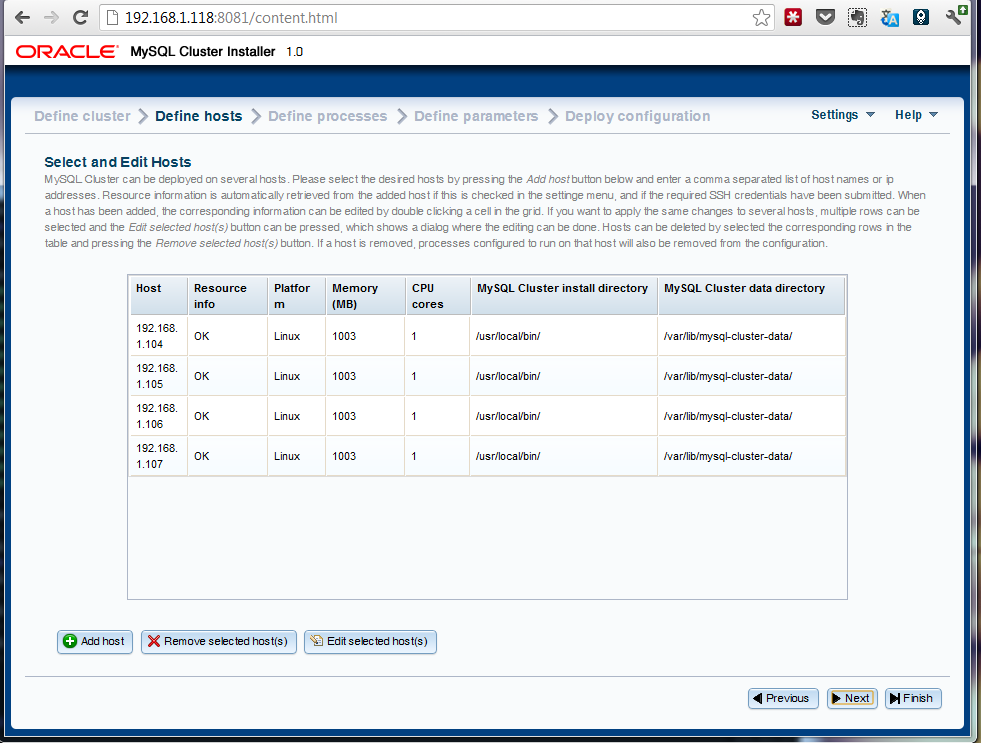 192.168.1.118:8081/content.html
ORACLE MySQL Cluster Installer 1.0
Define cluster Define hosts Define processes Define parameters Deploy configuration Settings Help
Select and Edit Hosts
MySQL Cluster can be deployed on several hosts. Please select the desired hosts by pressing the Add host button below and enter a comma separated list of host names or ip
addresses. Resource information is automatically retrieved from the added host if this is checked in the settinge menu, and if the required SSH credentials have been submitted. When
a host has been added, the corresponding information can be edited by double clicking a cell in the grid. If you want to apply the same changes to several hosts, multiple rows can be
selected and the Edit selected host(s) button can be pressed, which shows a dialog where the editing can be done. Hosts can be deleted by selected the corresponding rows in the
table and pressing the Remove selected host(s) button. If a host is removed, processes configured to run on that host will also be removed from the configuration.
Host Resource Platfor Memory CPU MySQL Cluster install directory MySQL Cluster data directory
info m (MB) cores
192.168.
1.104 OK Linux 1003 1 /usr/local/bin/ /var/lib/mysql-cluster-data/
192.168.
1.105 OK Linux 1003 1 /usr/local/bin/ /var/lib/mysql-cluster-data/
192.168.
1.106 OK Linux 1003 1 /usr/local/bin/ /var/lib/mysql-cluster-data/
192.168.
1.107 OK Linux 1003 1 /usr/local/bin/ /var/lib/mysql-cluster-data/
Add host Remove selected host(s) Edit selected host(s)
Previous Next Finish